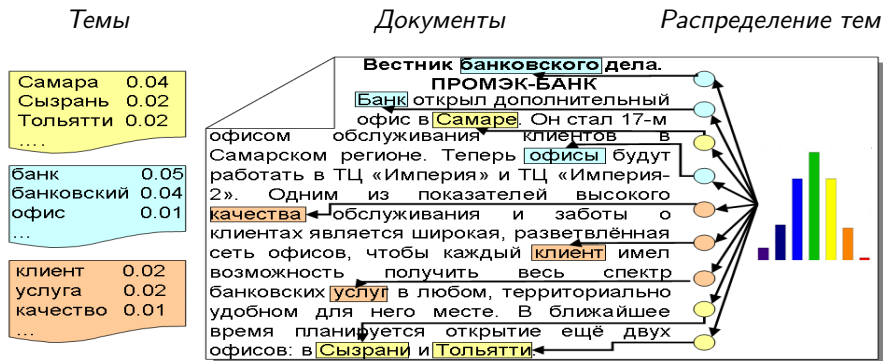 Темы
Документы
Распределение тем
Самара 0.04
Сызрань 0.02
Тольятти 0.02
....
банк 0.05
банковский 0.04
офис 0.01
...
клиент 0.02
услуга 0.02
качество 0.01
...
Вестник банковского дела.
ПРОМЭК-БАНК
Банк открыл дополнительный
офис в Самаре. Он стал 17-м
офисом обслуживания клиентов в
Самарском регионе. Теперь офисы будут
работать в ТЦ «Империя» и ТЦ «Империя-
2». Одним из показателей высокого
качества обслуживания и заботы о
клиентах является широкая, разветвлённая
сеть офисов, чтобы каждый клиент имел
возможность получить весь спектр
банковских услуг в любом, территориально
удобном для него месте. В ближайшее
время планируется открытие ещё двух
офисов: в Сызрани и Тольятти.